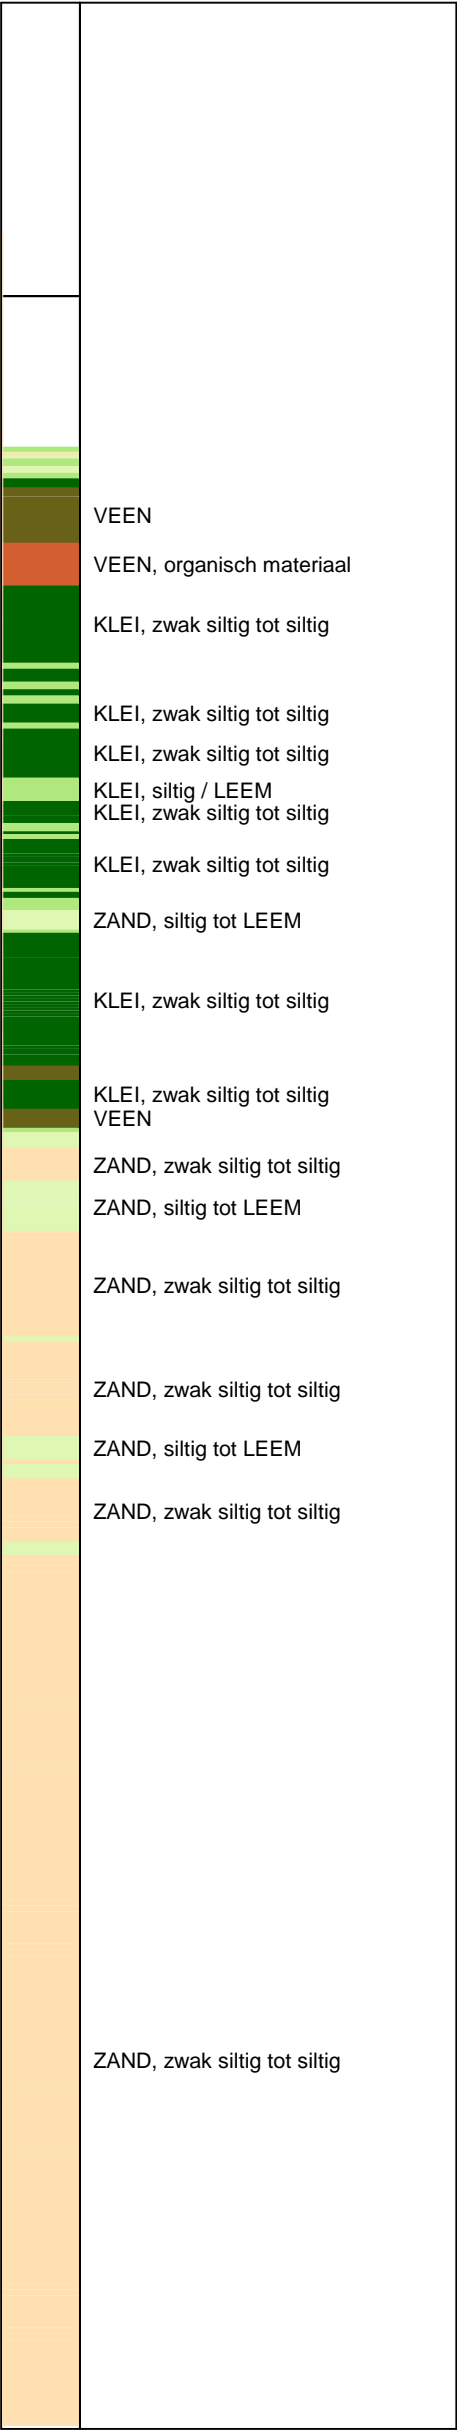 VEEN
VEEN, organisch materiaal
KLEI, zwak siltig tot siltig
KLEI, zwak siltig tot siltig
KLEI, zwak siltig tot siltig
KLEI, siltig / LEEM
KLEI, zwak siltig tot siltig
KLEI, zwak siltig tot siltig
ZAND, siltig tot LEEM
KLEI, zwak siltig tot siltig
KLEI, zwak siltig tot siltig
VEEN
ZAND, zwak siltig tot siltig
ZAND, siltig tot LEEM
ZAND, zwak siltig tot siltig
ZAND, zwak siltig tot siltig
ZAND, siltig tot LEEM
ZAND, zwak siltig tot siltig
ZAND, zwak siltig tot siltig